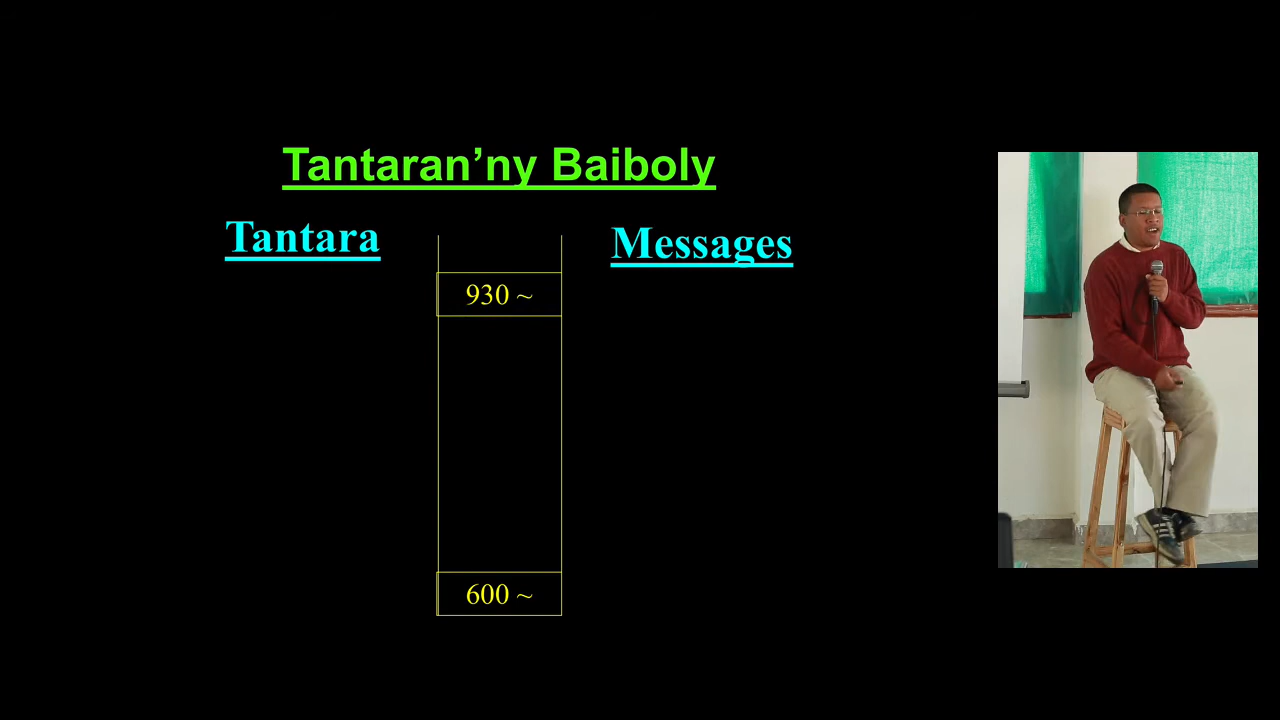 Tantaran’ny Baiboly
Tantara
Messages
930 ~
600 ~